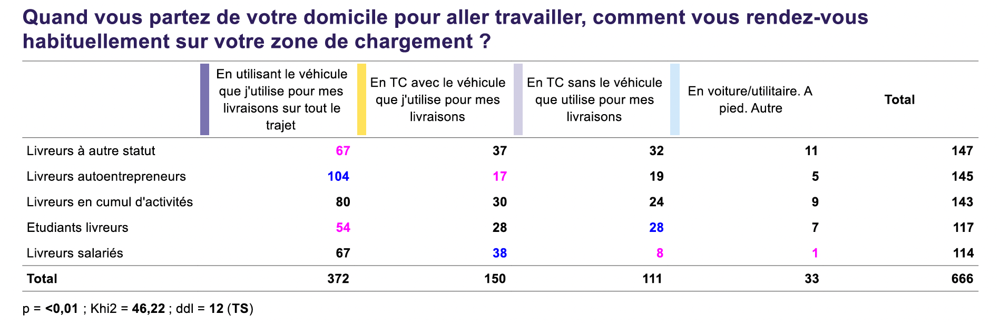 Quand vous partez de votre domicile pour aller travailler, comment vous rendez-vous
habituellement sur votre zone de chargement ?
En utilisant le véhicule
que j'utilise pour mes
livraisons sur tout le
trajet
En TC avec le véhicule
que j'utilise pour mes
livraisons
En TC sans le véhicule
que utilise pour mes
livraisons
En voiture/utilitaire. A
pied. Autre
Total
Livreurs à autre statut 67 37 32 11 147
Livreurs autoentrepreneurs 104 17 19 5 145
Livreurs en cumul d'activités 80 30 24 9 143
Etudiants livreurs 54 28 28 7 117
Livreurs salariés 67 38 8 1 114
Total 372 150 111 33 666
p = <0,01 ; Khi2 = 46,22 ; ddl = 12 (TS)